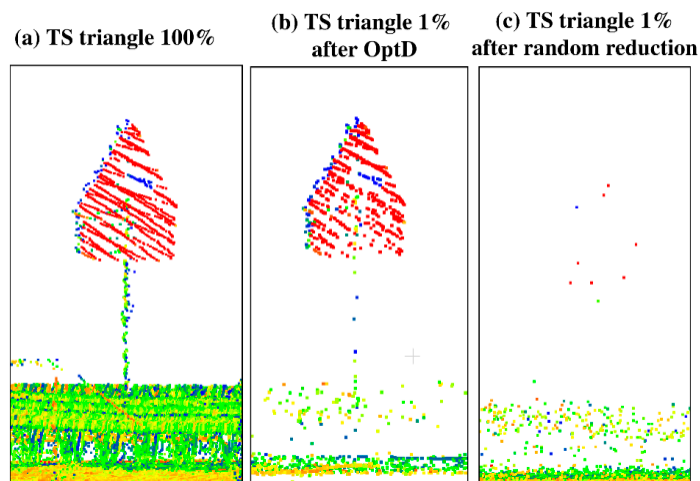 (a) TS triangle 100%
(b) TS triangle 1%
after OptD
(c) TS triangle 1%
after random reduction